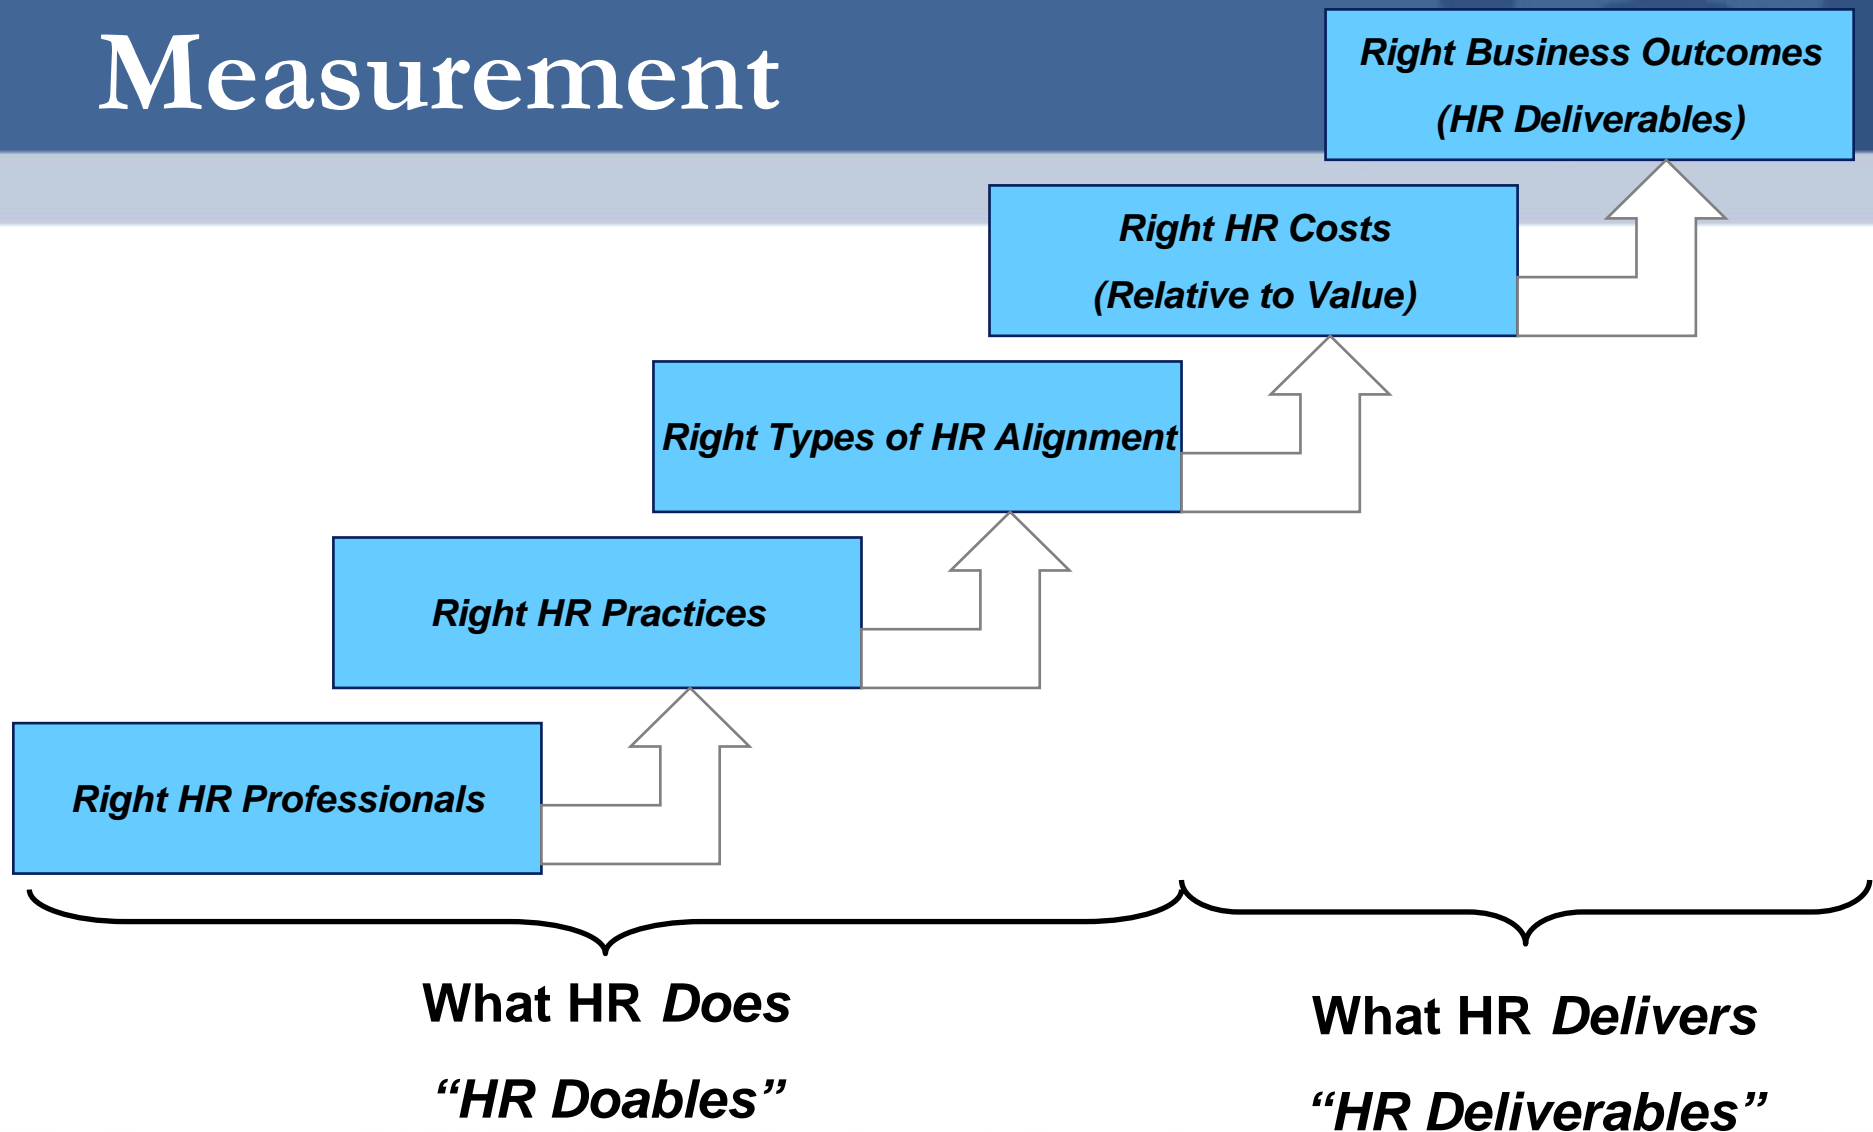 Measurement
Right Business Outcomes
(HR Deliverables)
Right HR Costs
(Relative to Value)
Right Types of HR Alignment
Right HR Practices
Right HR Professionals
What HR Does
“HR Doables”
What HR Delivers
“HR Deliverables”